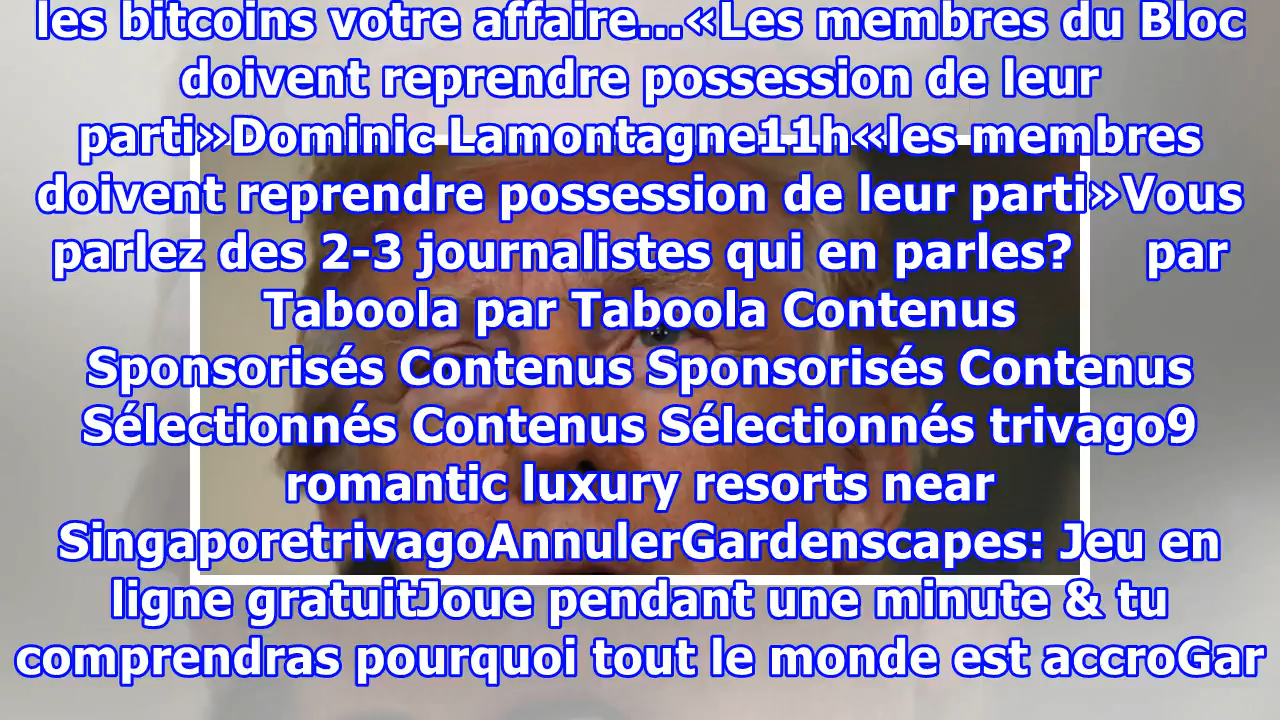 les bitcoins votre affaire...«Les membres du Bloc
doivent reprendre possession de leur
parti»Dominic Lamontagne11h«les membres
doivent reprendre possession de leur parti»Vous
parlez des 2-3 journalistes qui en parles? par
Taboola par Taboola Contenus
Sponsorisés Contenus Sponsorisés Contenus
Sélectionnés Contenus Sélectionnés trivago9
romantic luxury resorts near
SingaporetrivagoAnnulerGardenscapes: Jeu en
ligne gratuitJoue pendant une minute & tu
comprendras pourquoi tout le monde est accroGar